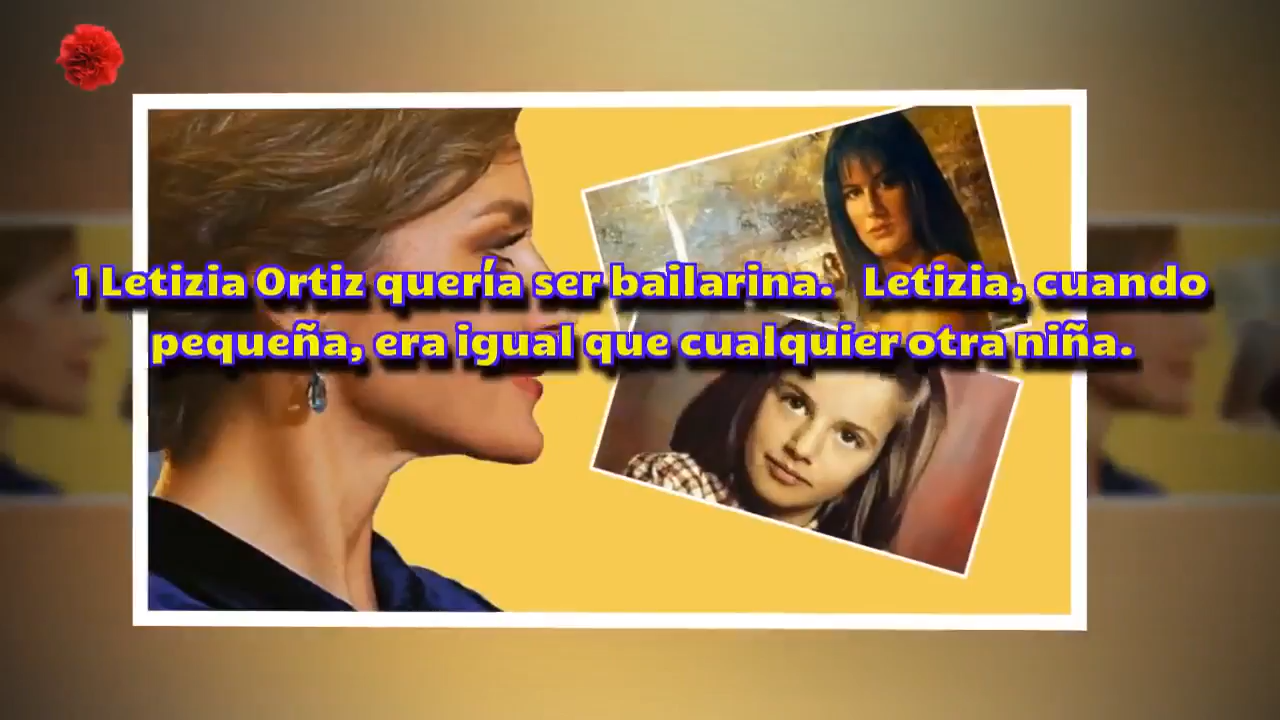 1 Letizia Ortiz quería ser bailarina. Letizia, cuando
pequeña, era igual que cualquier otra niña.